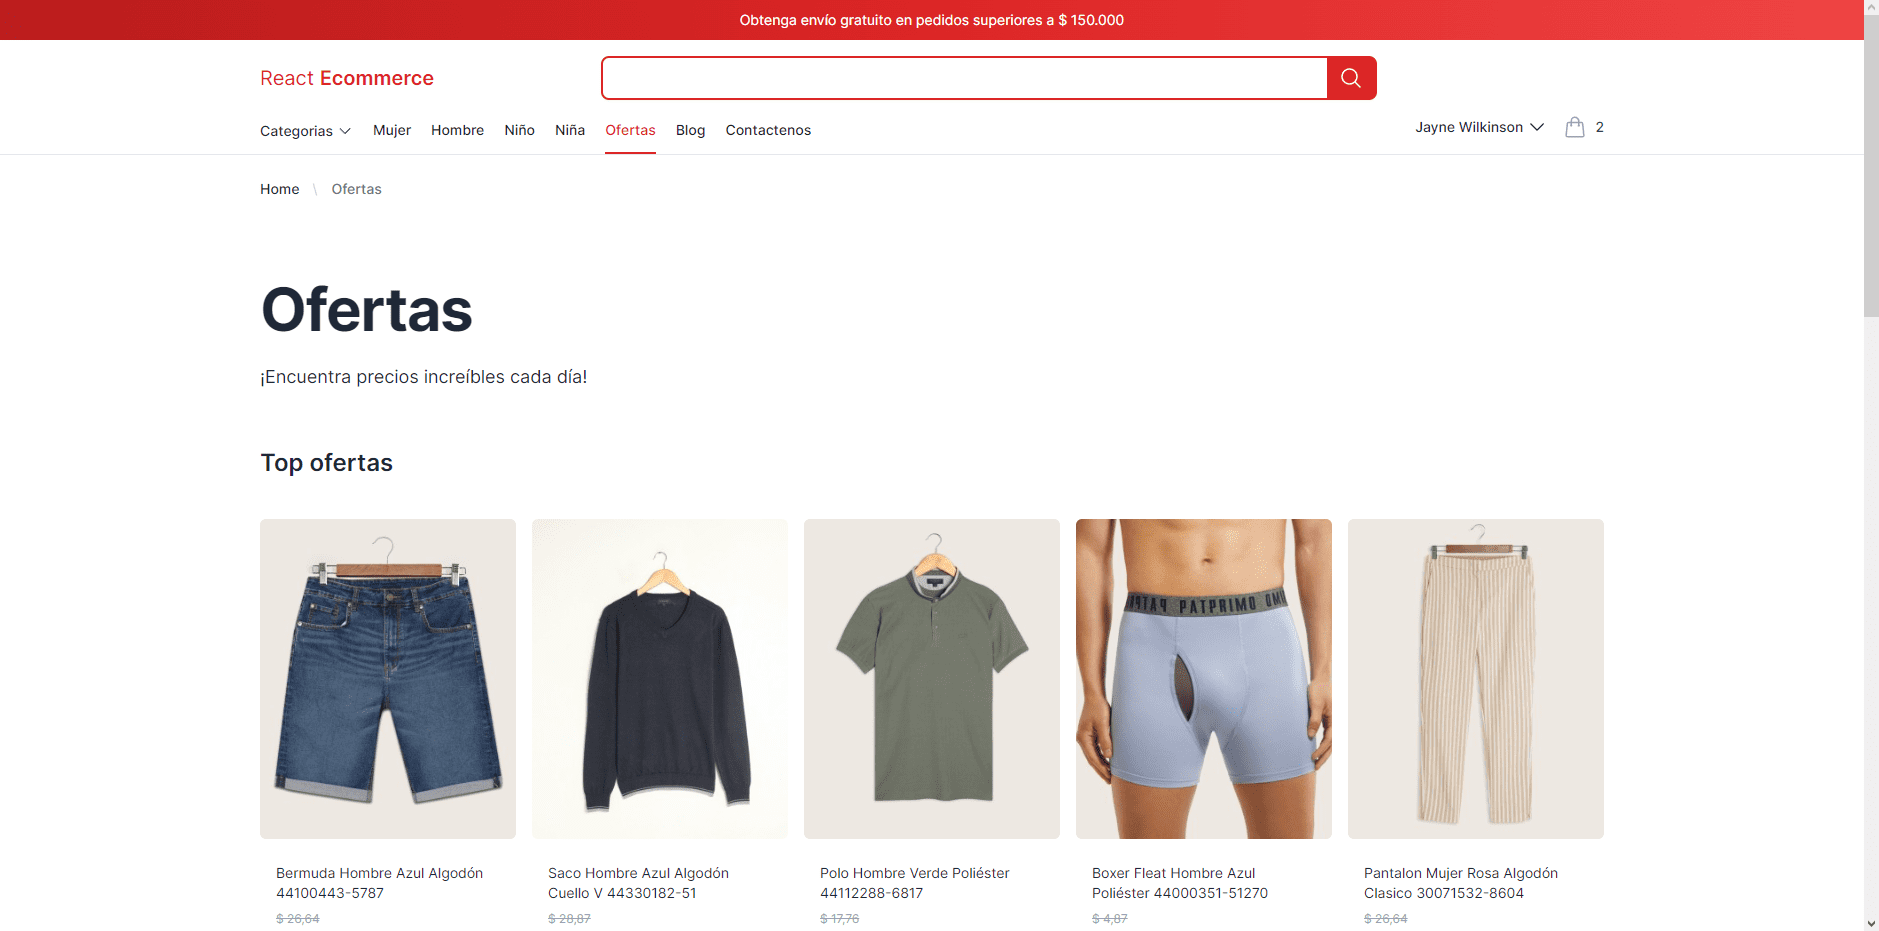 Obtenga envío gratuito en pedidos superiores a $ 150.000
React Ecommerce
Categorias Mujer Hombre Niño Niña Ofertas Blog Contactenos
Jayne Wilkinson 2
Home \ Ofertas
Ofertas
¡Encuentra precios increíbles cada día!
Top ofertas
PATPRIMO
Bermuda Hombre Azul Algodón
44100443-5787
$ 26,64
Saco Hombre Azul Algodón
Cuello V 44330182-51
$ 28,87
Polo Hombre Verde Poliéster
44112288-6817
$ 17,76
Boxer Fleat Hombre Azul
Poliéster 44000351-51270
$ 4,87
Pantalon Mujer Rosa Algodón
Clasico 30071532-8604
$ 26,64